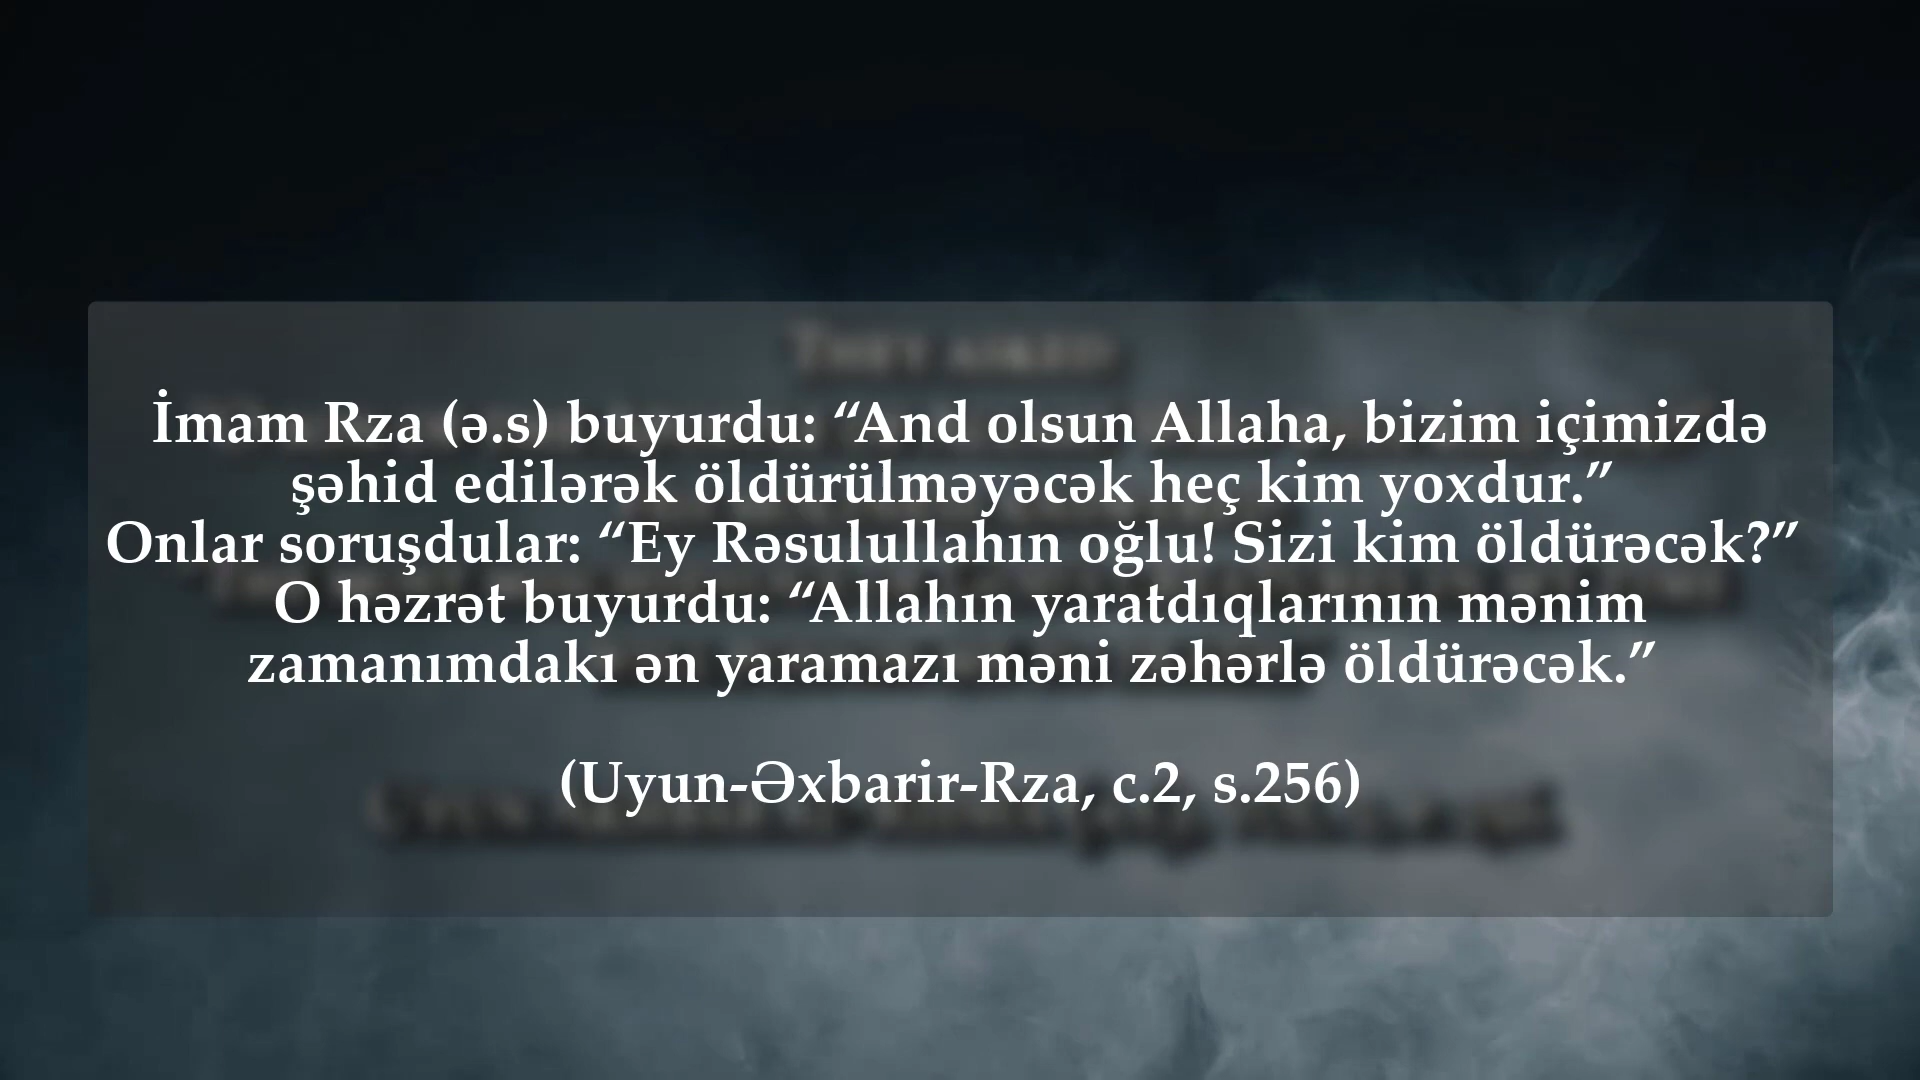 THEY ASKED:
İmam Rza (ə.s) buyurdu: “And olsun Allaha, bizim içimizdə
şəhid edilərək öldürülməyəcək heç kim yoxdur.”
Onlar soruşdular: “Ey Rəsulullahın oğlu! Sizi kim öldürəcək?”
O həzrət buyurdu: “Allahın yaratdıqlarının mənim
zamanımdakı ən yaramazı məni zəhərlə öldürəcək.”
(Uyun-Əxbarir-Rza, c.2, s.256)